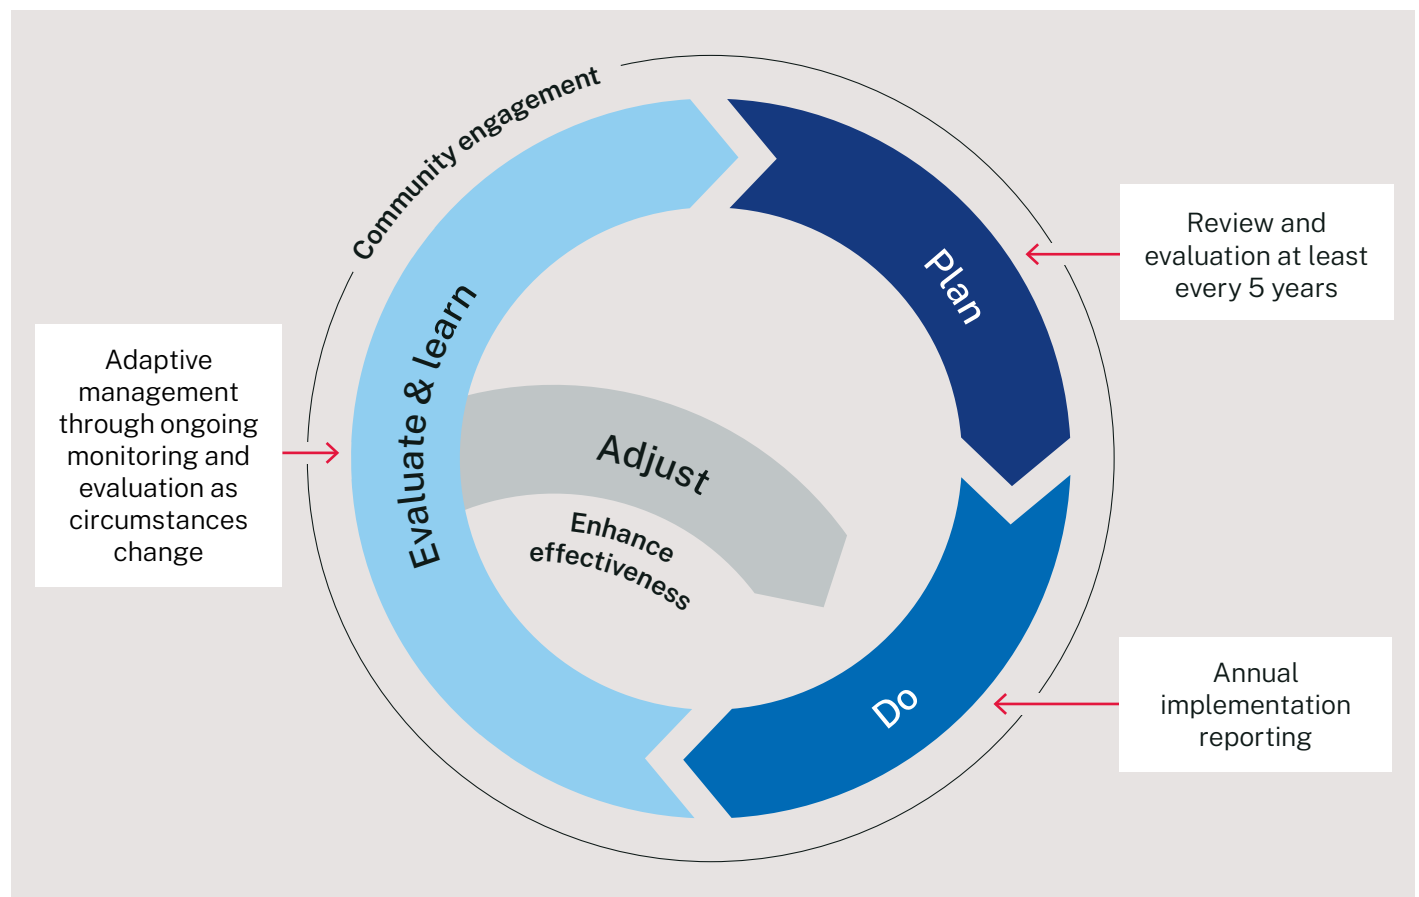 Community engagement
Plan
Review and
evaluation at least
every 5 years
Evaluate & learn
Adaptive
management
through ongoing
monitoring and
evaluation as
circumstances
change
Adjust
Enhance
effectiveness
Do
Annual
implementation
reporting